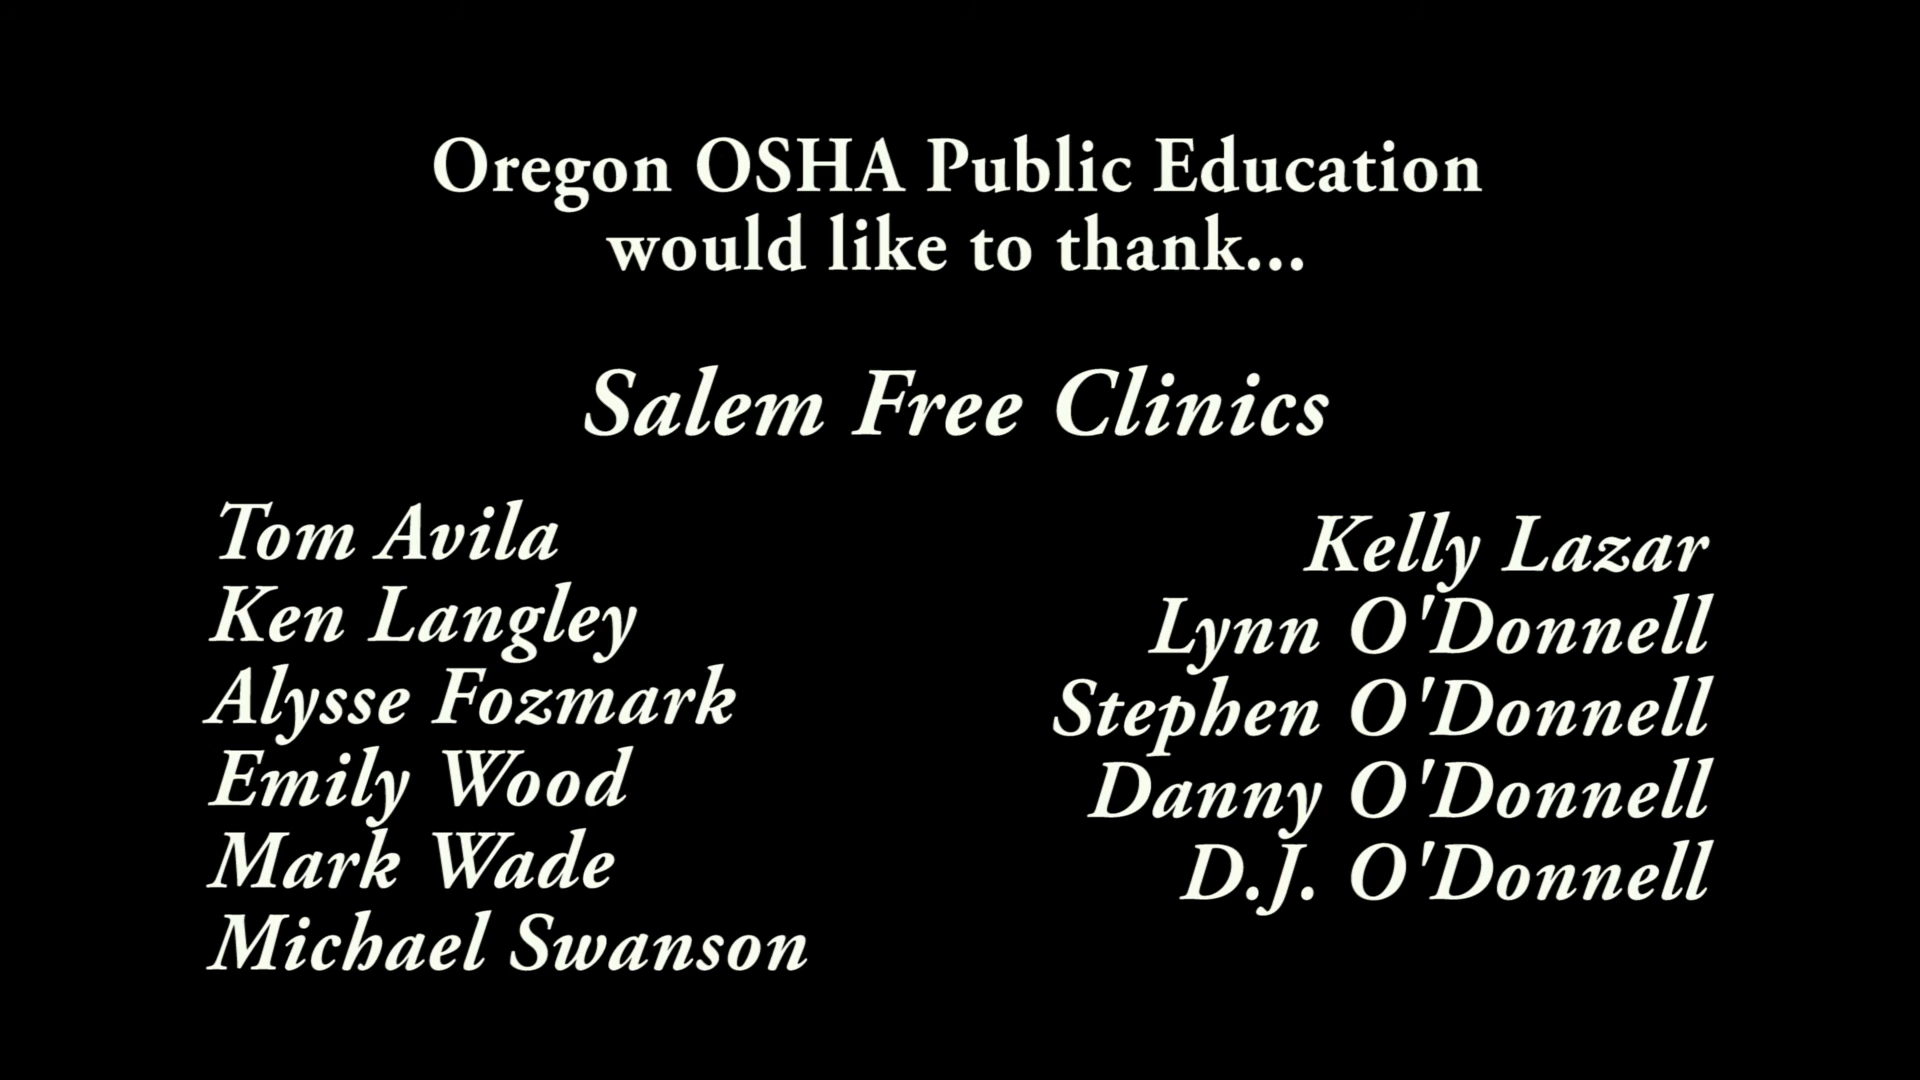 Oregon OSHA Public Education
would like to thank...
Salem Free Clinics
Tom Avila
Ken Langley
Alysse Fozmark
Emily Wood
Mark Wade
Michael Swanson
Kelly Lazar
Lynn O'Donnell
Stephen O'Donnell
Danny O'Donnell
D.J. O'Donnell